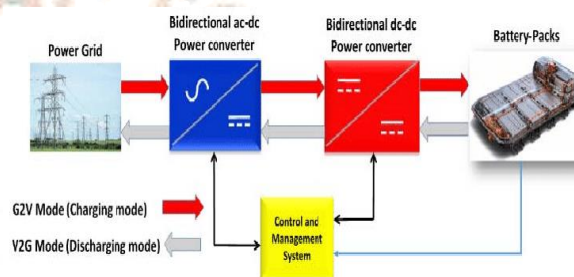 Bidirectional ac-dc
Power converter
Bidirectional dc-dc
Power converter
Power Grid
Battery-Packs
G2V Mode (Charging mode)
V2G Mode (Discharging mode)
Control and
Management
System